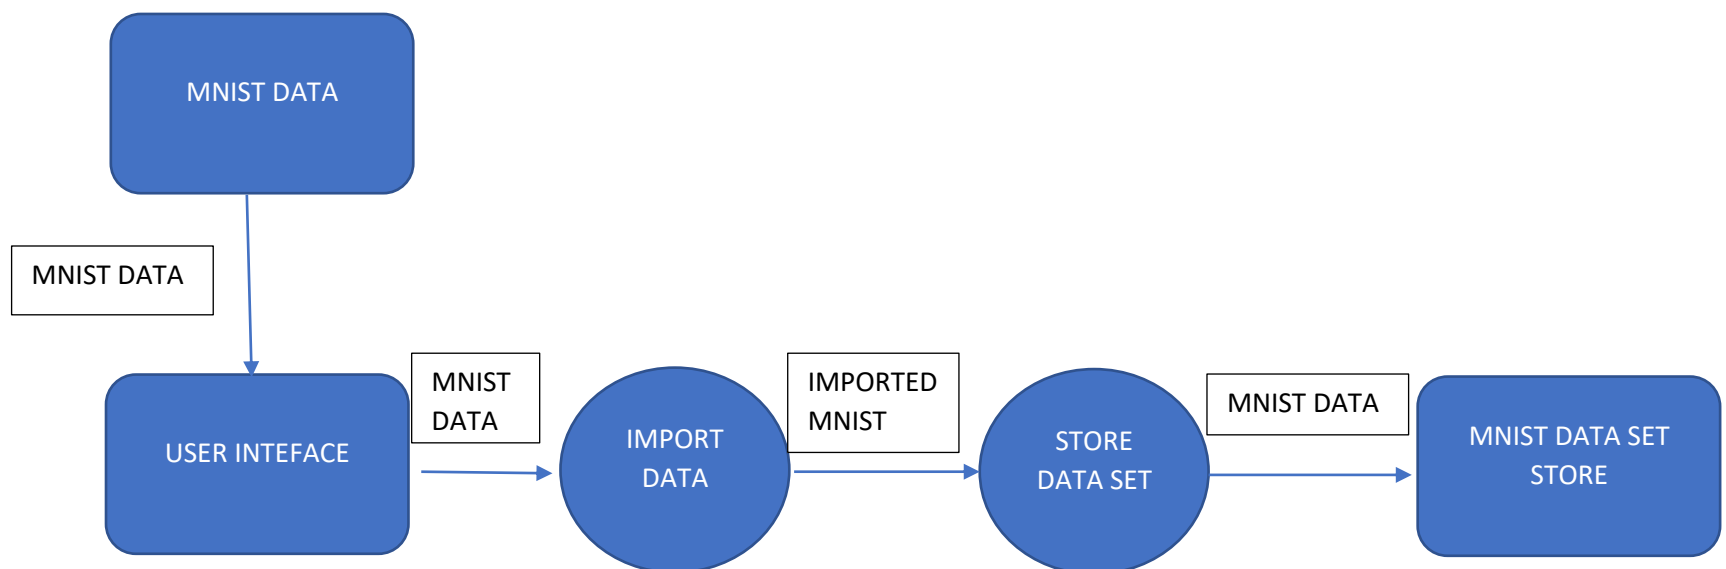 MNIST DATA
MNIST DATA
USER INTEFACE
MNIST
DATA
IMPORT
DATA
IMPORTED
MNIST
STORE
DATA SET
MNIST DATA
MNIST DATA SET
STORE